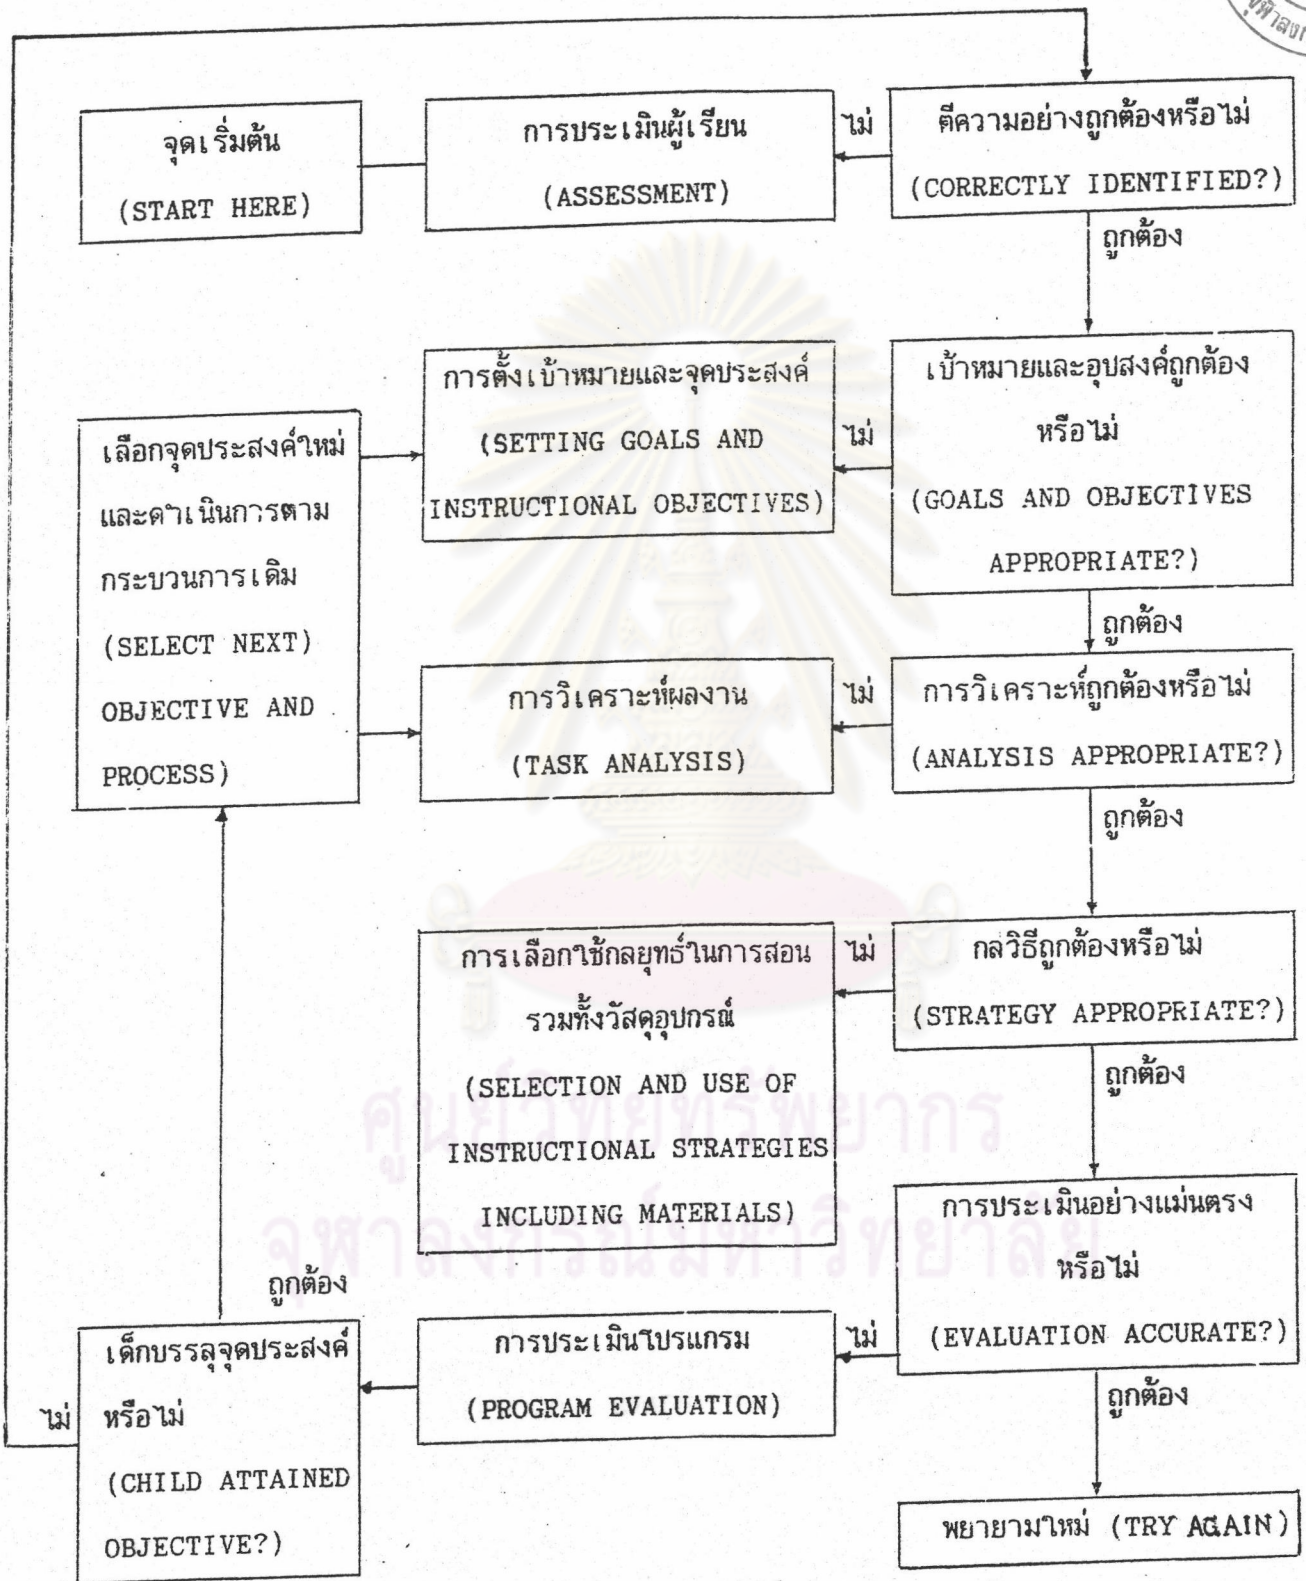 จุดเริ่มต้น
(START HERE)
การประเมินผู้เรียน
(ASSESSMENT)
ไม่
ตีความอย่างถูกต้องหรือไม่
(CORRECTLY IDENTIFIED?)
ถูกต้อง
เลือกจุดประสงค์ใหม่
และดำเนินการตาม
กระบวนการเดิม
(SELECT NEXT)
OBJECTIVE AND
PROCESS)
การตั้งเป้าหมายและจุดประสงค์
(SETTING GOALS AND
INSTRUCTIONAL OBJECTIVES)
ไม่
เป้าหมายและอุปสงค์ถูกต้อง
หรือไม่
(GOALS AND OBJECTIVES
APPROPRIATE?)
ถูกต้อง
การวิเคราะห์ผลงาน
(TASK ANALYSIS)
ไม่
การวิเคราะห์ถูกต้องหรือไม่
(ANALYSIS APPROPRIATE?)
ถูกต้อง
การเลือกใช้กลยุทธ์ในการสอน
รวมทั้งวัสดุอุปกรณ์
(SELECTION AND USE OF
INSTRUCTIONAL STRATEGIES
INCLUDING MATERIALS)
ไม่
กลวิธีถูกต้องหรือไม่
(STRATEGY APPROPRIATE?)
ถูกต้อง
การประเมินอย่างแม่นตรง
หรือไม่
(EVALUATION ACCURATE?)
ถูกต้อง
ไม่
การประเมินโปรแกรม
(PROGRAM EVALUATION)
ถูกต้อง
เด็กบรรลุจุดประสงค์
หรือไม่
(CHILD ATTAINED
OBJECTIVE?)
ไม่
พยายามใหม่ (TRY AGAIN)
ศูนย์วิทยทรัพยากร
จุฬาลงกรณ์มหาวิทยาลัย